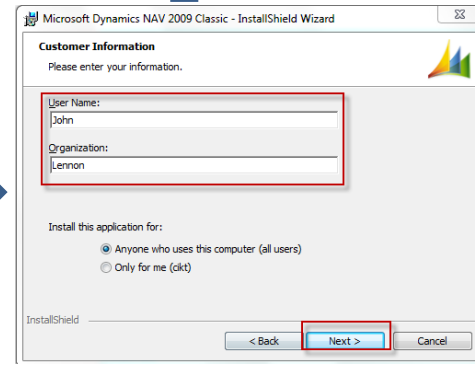 Microsoft Dynamics NAV 2009 Classic - InstallShield Wizard
Customer Information
Please enter your information.
User Name:
John
Organization:
Lennon
Install this application for:
Anyone who uses this computer (all users)
Only for me (cikt)
InstallShield
< Back Next > Cancel